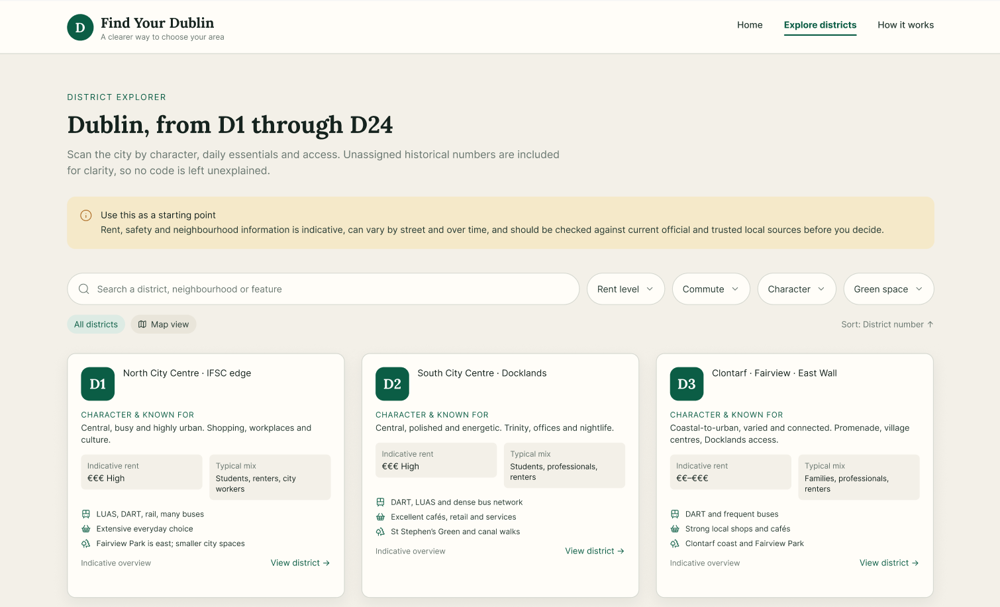 D
Find Your Dublin
A clearer way to choose your area
Home
Explore districts
How it works
DISTRICT EXPLORER
Dublin, from D1 through D24
Scan the city by character, daily essentials and access. Unassigned historical numbers are included
for clarity, so no code is left unexplained.
Use this as a starting point
Rent, safety and neighbourhood information is indicative, can vary by street and over time, and should be checked against current official and trusted local sources before you decide.
Search a district, neighbourhood or feature
Rent level
Commute
Character
Green space
All districts
Map view
Sort: District number ↑
D1
North City Centre · IFSC edge
CHARACTER & KNOWN FOR
Central, busy and highly urban. Shopping, workplaces and
culture.
Indicative rent
€€€ High
Typical mix
Students, renters, city
workers
LUAS, DART, rail, many buses
Extensive everyday choice
Fairview Park is east; smaller city spaces
Indicative overview
View district →
D2
South City Centre · Docklands
CHARACTER & KNOWN FOR
Central, polished and energetic. Trinity, offices and nightlife.
Indicative rent
€€€ High
Typical mix
Students, professionals,
renters
DART, LUAS and dense bus network
Excellent cafés, retail and services
St Stephen’s Green and canal walks
Indicative overview
View district →
D3
Clontarf · Fairview · East Wall
CHARACTER & KNOWN FOR
Coastal-to-urban, varied and connected. Promenade, village
centres, Docklands access.
Indicative rent
€€–€€€
Typical mix
Families, professionals,
renters
DART and frequent buses
Strong local shops and cafés
Clontarf coast and Fairview Park
Indicative overview
View district →